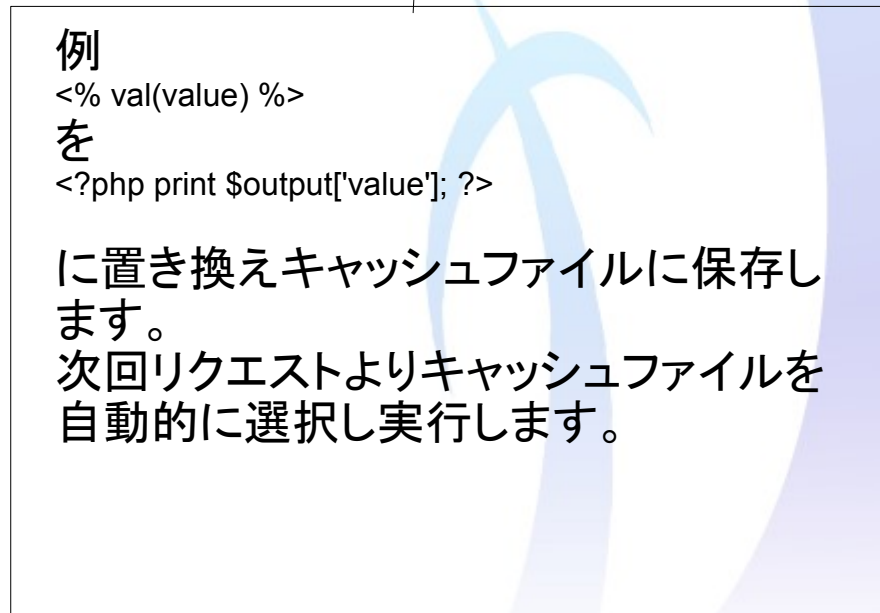 例
<% val(value) %>
を
<?php print $output['value']; ?>
に置き換えキャッシュファイルに保存し
ます。
次回リクエストよりキャッシュファイルを
自動的に選択し実行します。